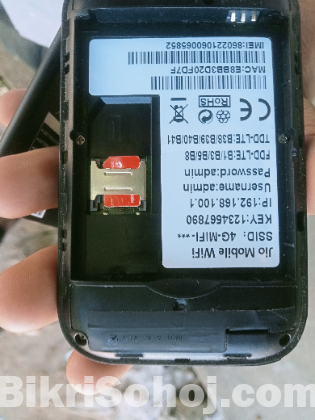 Jio Mobile WiFi
SSID: 4G-MIFI-***
KEY:1234567890
IP:192.168.100.1
Username:admin
Password:admin
FDD-LTE:B1/B3/B5/B8
TDD-LTE:B38/B39/B40/B41
RoHS
MAC:E8BB3D20FD7F
IMEI:860221060065852
BikriSohoj.com